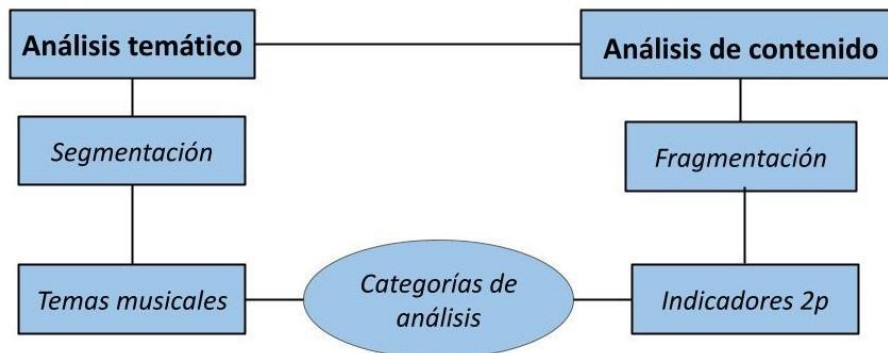 Análisis temático
Análisis de contenido
Segmentación
Fragmentación
Temas musicales
Categorías de
análisis
Indicadores 2p